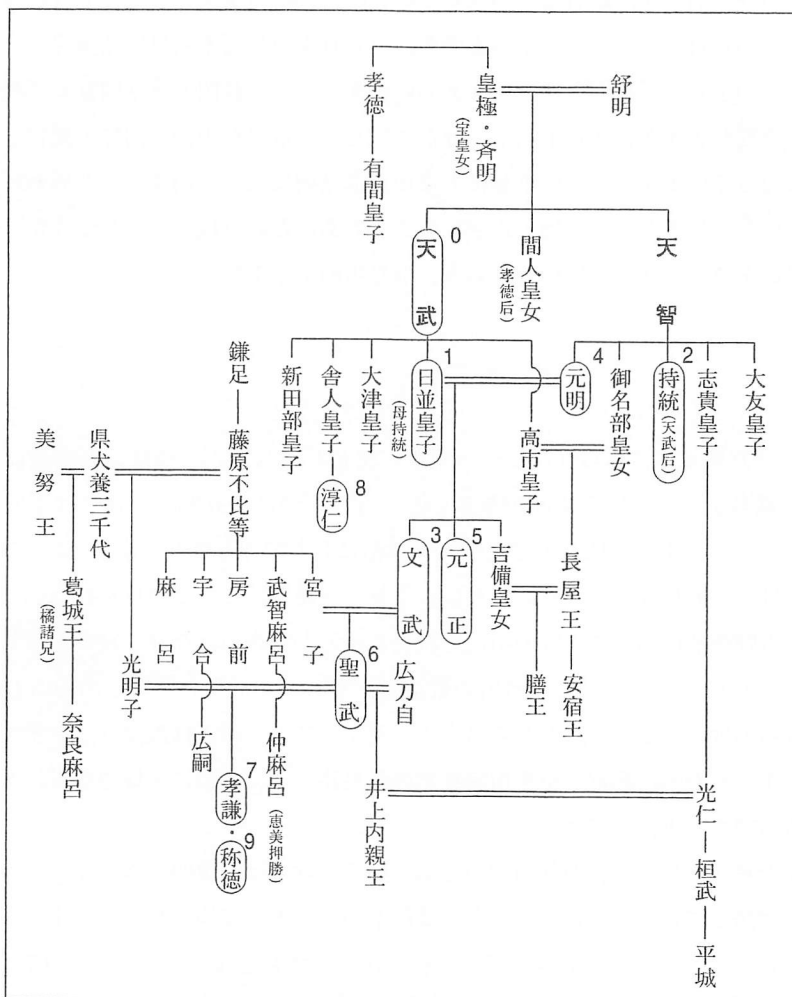 舒明
皇極・斉明
(宝皇女)
孝徳
有間皇子
天智
間人皇女
(孝徳后)
0
天武
大友皇子
志貴皇子
2
持統(天武后)
御名部皇女
4
元明
高市皇子
1
日並皇子
(母持統)
大津皇子
舎人皇子
8
淳仁
新田部皇子
鎌足
藤原不比等
県犬養三千代
美努王
長屋王
安宿王
膳王
吉備皇女
5
元正
3
文武
宮子
武智麻呂
仲麻呂
(恵美押勝)
房前
宇合
広嗣
麻呂
葛城王
(橘諸兄)
奈良麻呂
光明子
6
聖武
広刀自
井上内親王
7
孝謙・
9
称徳
光仁
桓武
平城